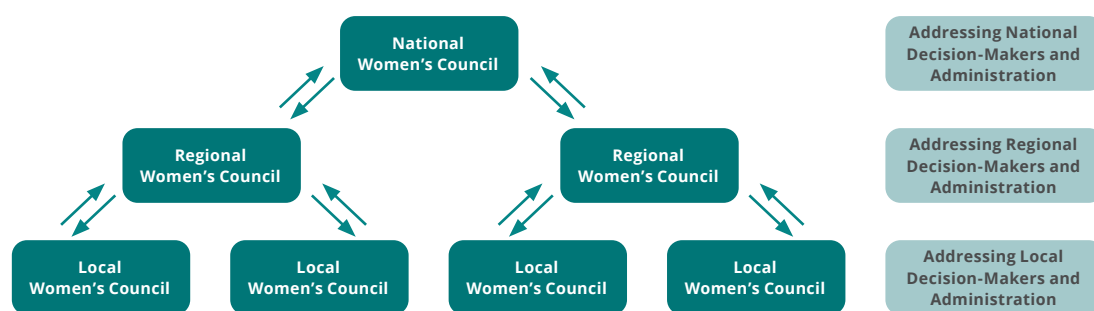 National
Women’s Council
Addressing National
Decision-Makers and
Administration
Regional
Women’s Council
Regional
Women’s Council
Addressing Regional
Decision-Makers and
Administration
Local
Women’s Council
Local
Women’s Council
Local
Women’s Council
Local
Women’s Council
Addressing Local
Decision-Makers and
Administration